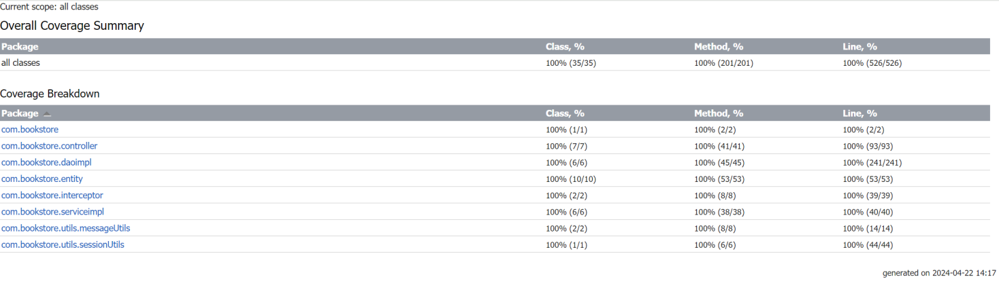 Current scope: all classes
Overall Coverage Summary
Package Class, % Method, % Line, %
all classes 100% (35/35) 100% (201/201) 100% (526/526)
Coverage Breakdown
Package Class, % Method, % Line, %
com.bookstore 100% (1/1) 100% (2/2) 100% (2/2)
com.bookstore.controller 100% (7/7) 100% (41/41) 100% (93/93)
com.bookstore.daoimpl 100% (6/6) 100% (45/45) 100% (241/241)
com.bookstore.entity 100% (10/10) 100% (53/53) 100% (53/53)
com.bookstore.interceptor 100% (2/2) 100% (8/8) 100% (39/39)
com.bookstore.serviceimpl 100% (6/6) 100% (38/38) 100% (40/40)
com.bookstore.utils.messageUtils 100% (2/2) 100% (8/8) 100% (14/14)
com.bookstore.utils.sessionUtils 100% (1/1) 100% (6/6) 100% (44/44)
generated on 2024-04-22 14:17